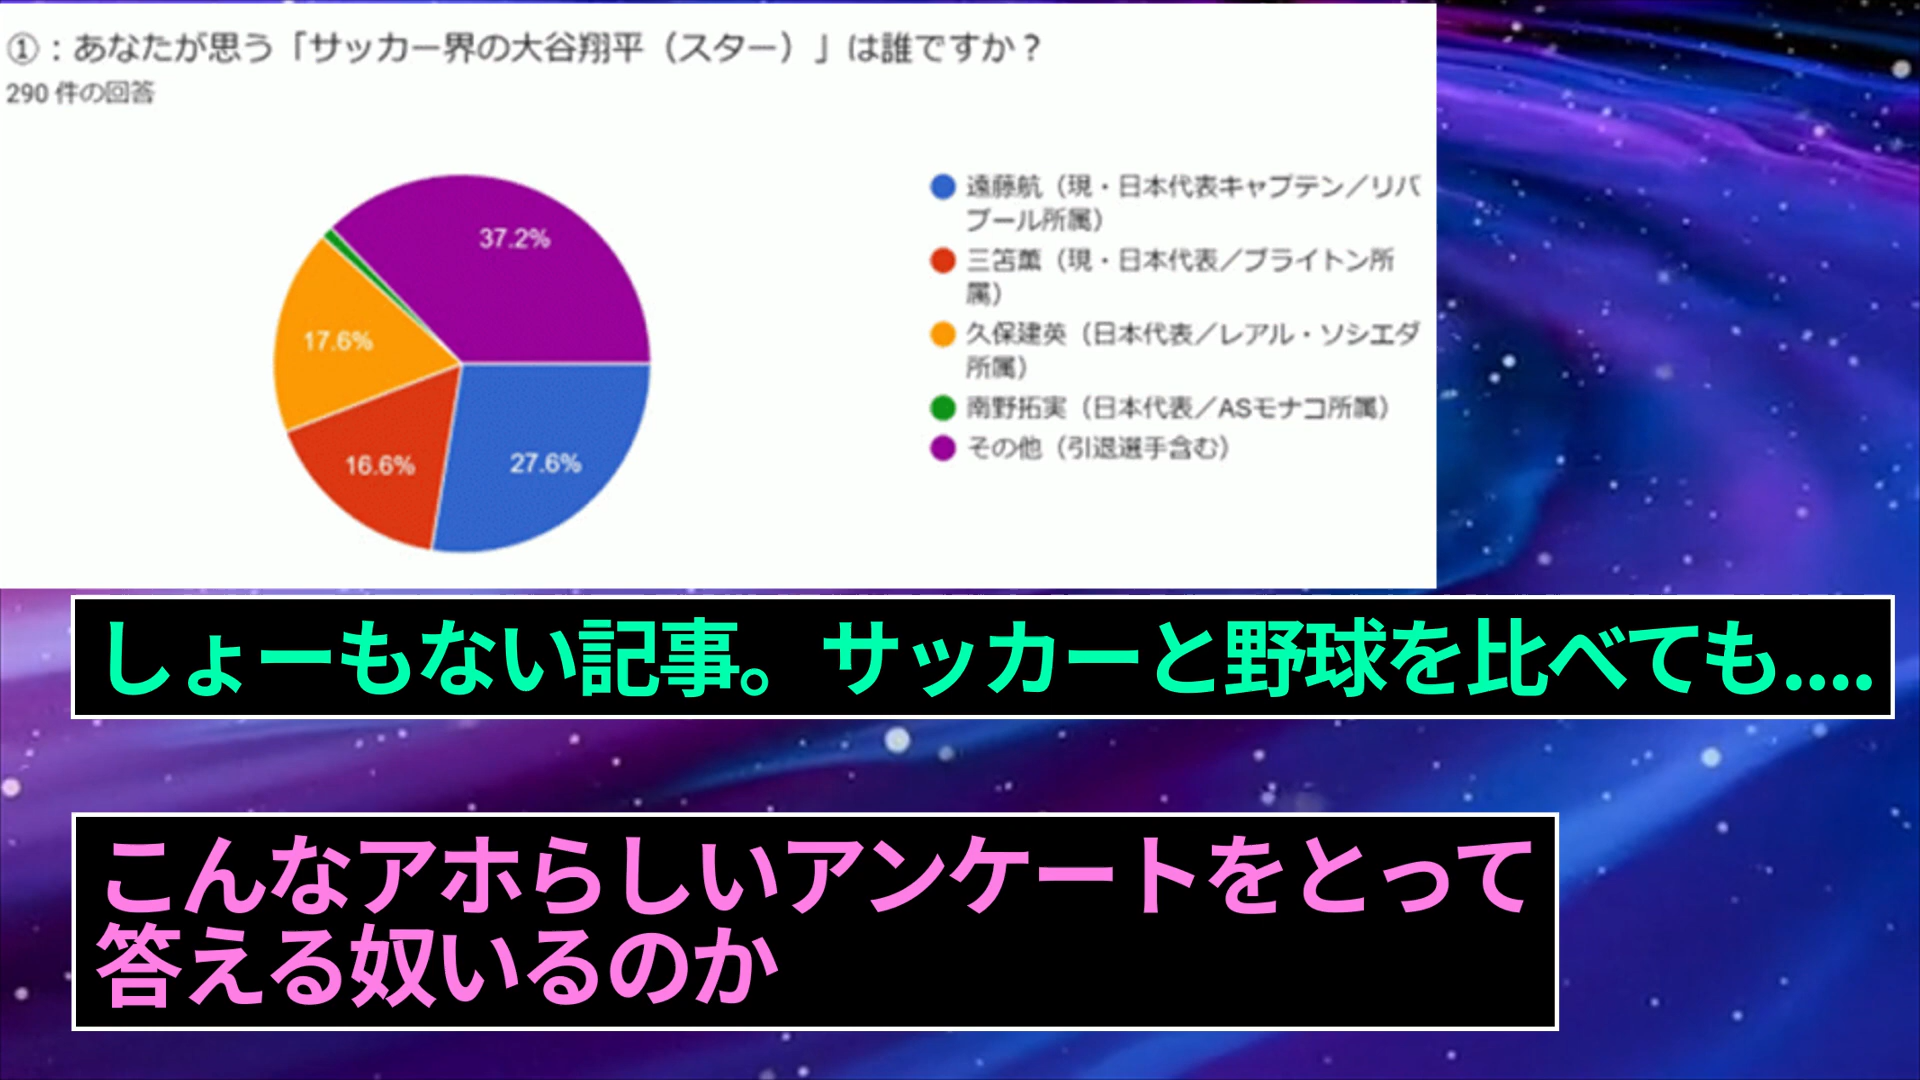 ①：あなたが思う「サッカー界の大谷翔平（スター）」は誰ですか？
290 件の回答
37.2%
17.6%
16.6%
27.6%
遠藤航（現・日本代表キャプテン／リバ
プール所属）
三笘薫（現・日本代表／ブライトン所
属）
久保建英（日本代表／レアル・ソシエダ
所属）
南野拓実（日本代表／ASモナコ所属）
その他（引退選手含む）
しょーもない記事。サッカーと野球を比べても....
こんなアホらしいアンケートをとって
答える奴いるのか